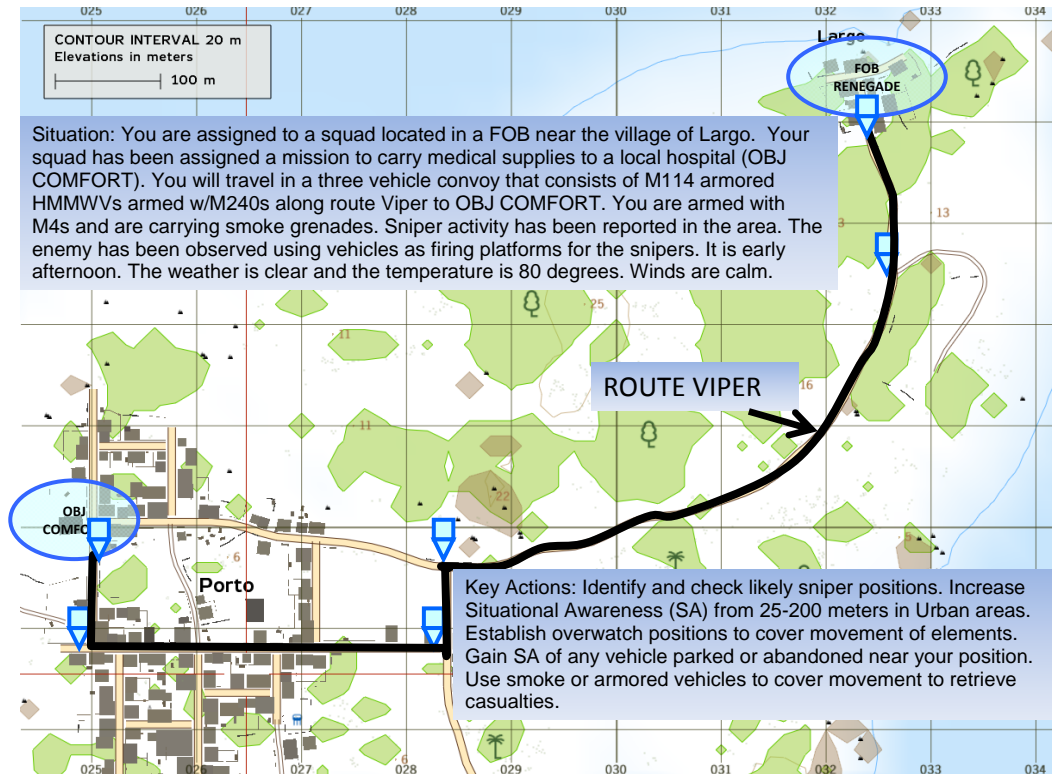 025 026 027 028 029 030 031 032 033 034
CONTOUR INTERVAL 20 m
Elevations in meters
100 m
Largo
FOB
RENEGADE
Situation: You are assigned to a squad located in a FOB near the village of Largo. Your
squad has been assigned a mission to carry medical supplies to a local hospital (OBJ
COMFORT). You will travel in a three vehicle convoy that consists of M114 armored
HMMWVs armed w/M240s along route Viper to OBJ COMFORT. You are armed with
M4s and are carrying smoke grenades. Sniper activity has been reported in the area. The
enemy has been observed using vehicles as firing platforms for the snipers. It is early
afternoon. The weather is clear and the temperature is 80 degrees. Winds are calm.
3
13
25
11
ROUTE VIPER
16
11
22
OBJ
COMFO
6
Porto
Key Actions: Identify and check likely sniper positions. Increase
Situational Awareness (SA) from 25-200 meters in Urban areas.
Establish overwatch positions to cover movement of elements.
Gain SA of any vehicle parked or abandoned near your position.
Use smoke or armored vehicles to cover movement to retrieve
casualties.
6
025 026 027 028 029 030 031 032 033 034